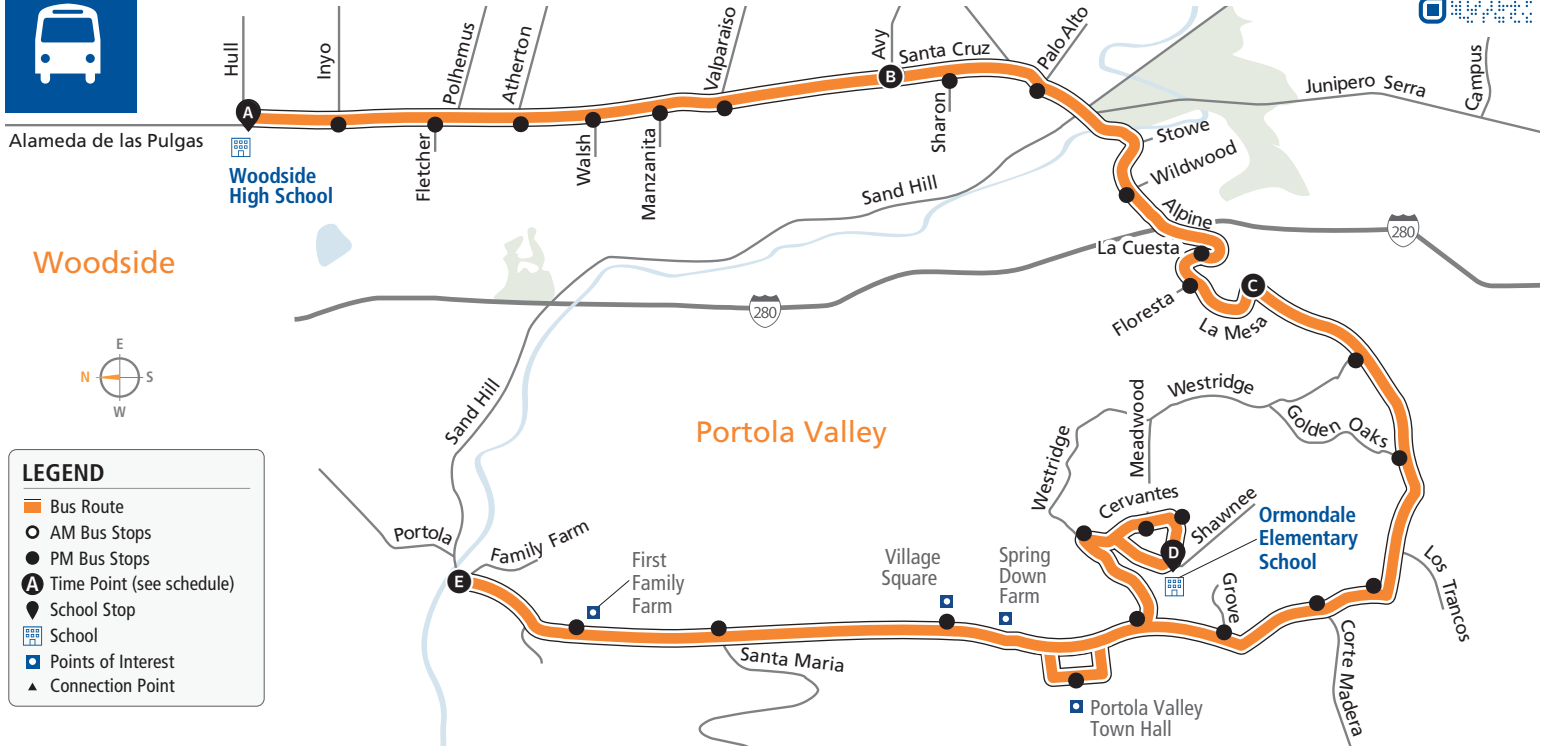 Hull
Inyo
Polhemus
Atherton
Valparaiso
Avy
Santa Cruz
Palo Alto
Junipero Serra
Campus
A
B
Alameda de las Pulgas
Woodside
High School
Fletcher
Walsh
Manzanita
Sharon
Stowe
Wildwood
Sand Hill
Alpine
La Cuesta
280
280
Woodside
C
Floresta
La Mesa
E
N
S
W
Sand Hill
Portola Valley
Westridge
Meadwood
Westridge
Golden Oaks
Cervantes
Shawnee
D
Ormondale
Elementary
School
LEGEND
Bus Route
AM Bus Stops
PM Bus Stops
A Time Point (see schedule)
School Stop
School
Points of Interest
Connection Point
Portola
Family Farm
E
First
Family
Farm
Village
Square
Spring
Down
Farm
Grove
Los Trancos
Corte Madera
Santa Maria
Portola Valley
Town Hall